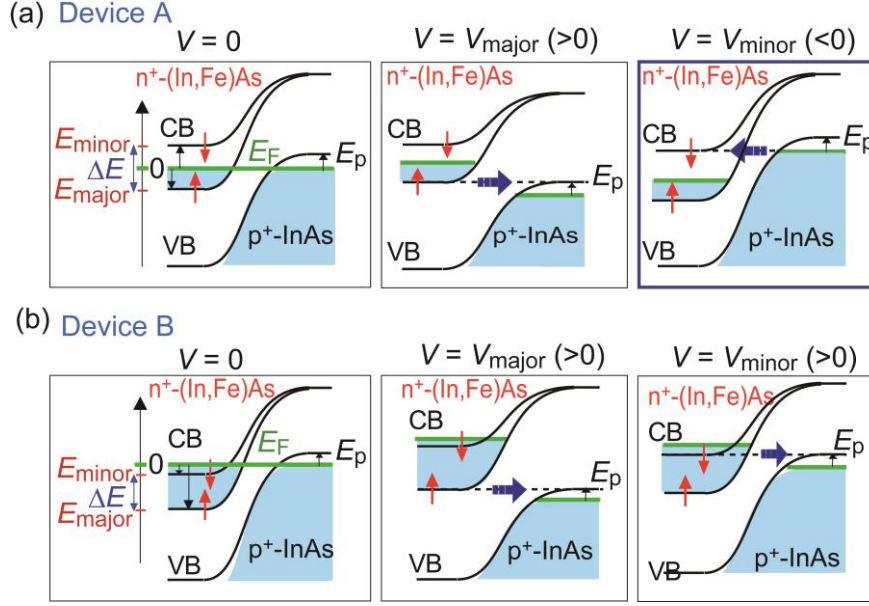 (a) Device A
V = 0
V = Vmajor (>0)
V = Vminor (<0)
n+-(In,Fe)As
n+-(In,Fe)As
n+-(In,Fe)As
CB
Eminor
EF
Ep
0
ΔE
Emajor
VB
p+-InAs
CB
Ep
VB
p+-InAs
CB
Ep
VB
p+-InAs
(b) Device B
V = 0
V = Vmajor (>0)
V = Vminor (>0)
n+-(In,Fe)As
n+-(In,Fe)As
n+-(In,Fe)As
CB
EF
Ep
0
Eminor
ΔE
Emajor
VB
p+-InAs
CB
Ep
VB
p+-InAs
CB
Ep
VB
p+-InAs